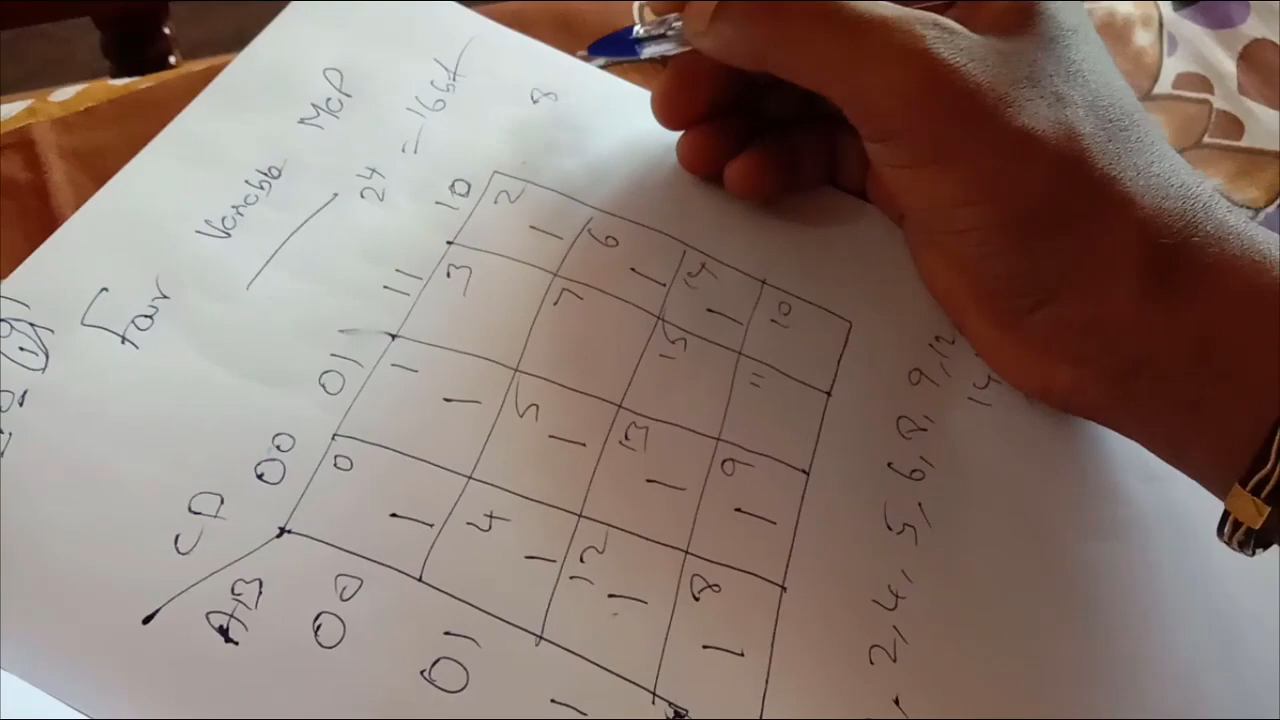 Four Variable Map
24 = 16 bit
8
CD
AB
00 01 11 10
00 0 1 1 1 3 2 1
01 4 1 5 1 7 6 1
1 12 1 13 1 15 14 1
8 1 9 1 11 10
2, 4, 5, 6, 8, 9, 12
14